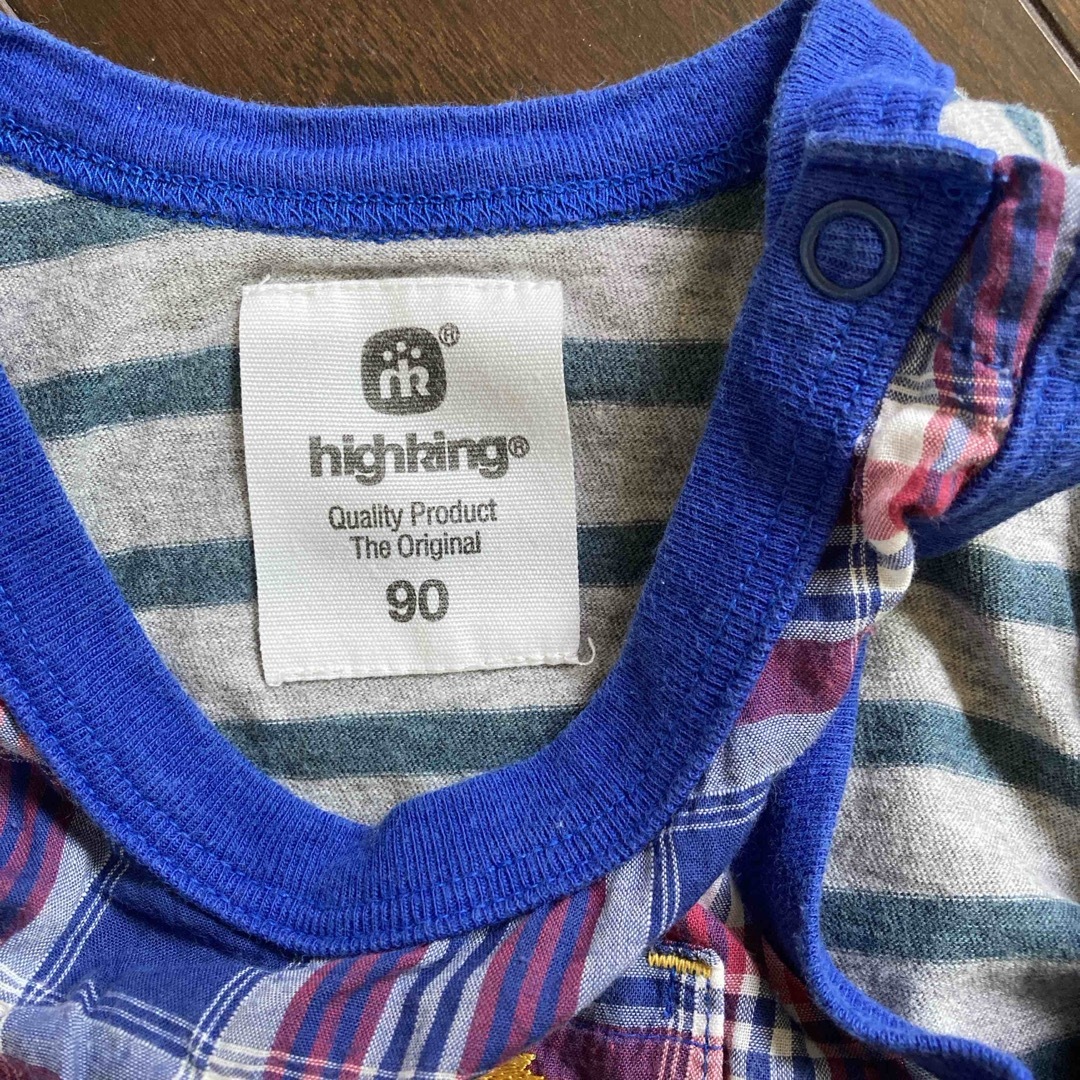 highking®
Quality Product
The Original
90